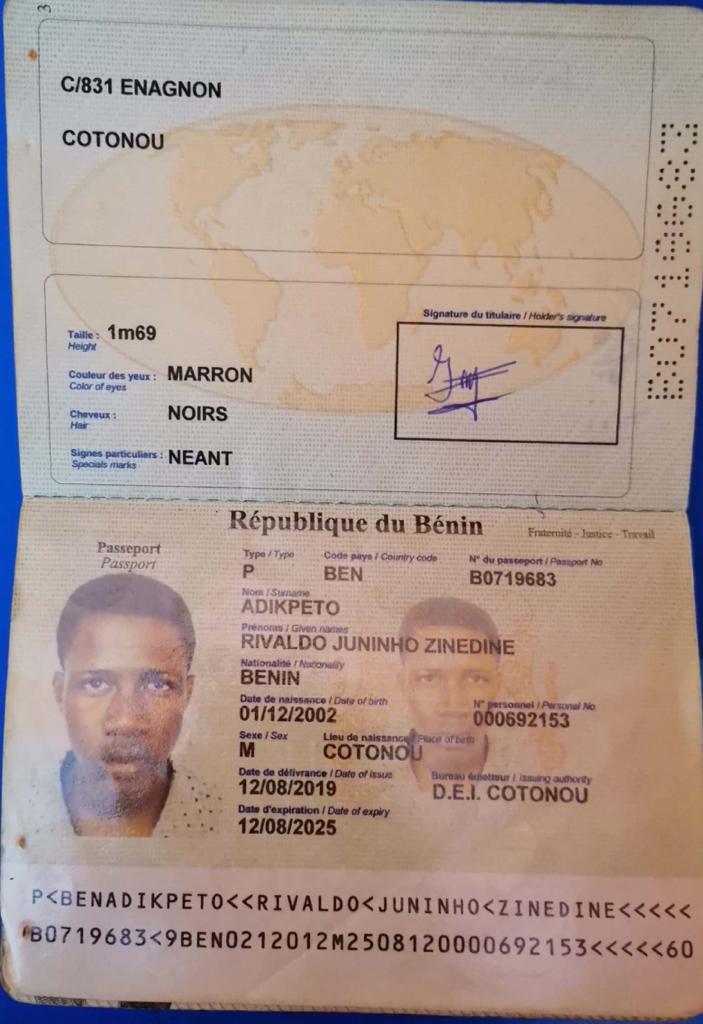 3
C/831 ENAGNON
COTONOU
B0719683
Taille : 1m69
Height
Couleur des yeux : MARRON
Color of eyes
Cheveux : NOIRS
Hair
Signes particuliers : NEANT
Specials marks
Signature du titulaire / Holder's signature
République du Bénin
Fraternité - Justice - Travail
Passeport
Passport
Type / Type
P
Code pays / Country code
BEN
N° du passeport / Passport No
B0719683
Nom / Surname
ADIKPETO
Prénoms / Given names
RIVALDO JUNINHO ZINEDINE
Nationalité / Nationality
BENIN
Date de naissance / Date of birth
01/12/2002
N° personnel / Personal No
000692153
Sexe / Sex
M
Lieu de naissance / Place of birth
COTONOU
Date de délivrance / Date of issue
12/08/2019
Bureau émetteur / Issuing authority
D.E.I. COTONOU
Date d'expiration / Date of expiry
12/08/2025
P<BENADIKPETO<<RIVALDO<JUNINHO<ZINEDINE<<<<<
B0719683<9BEN0212012M2508120000692153<<<<<60